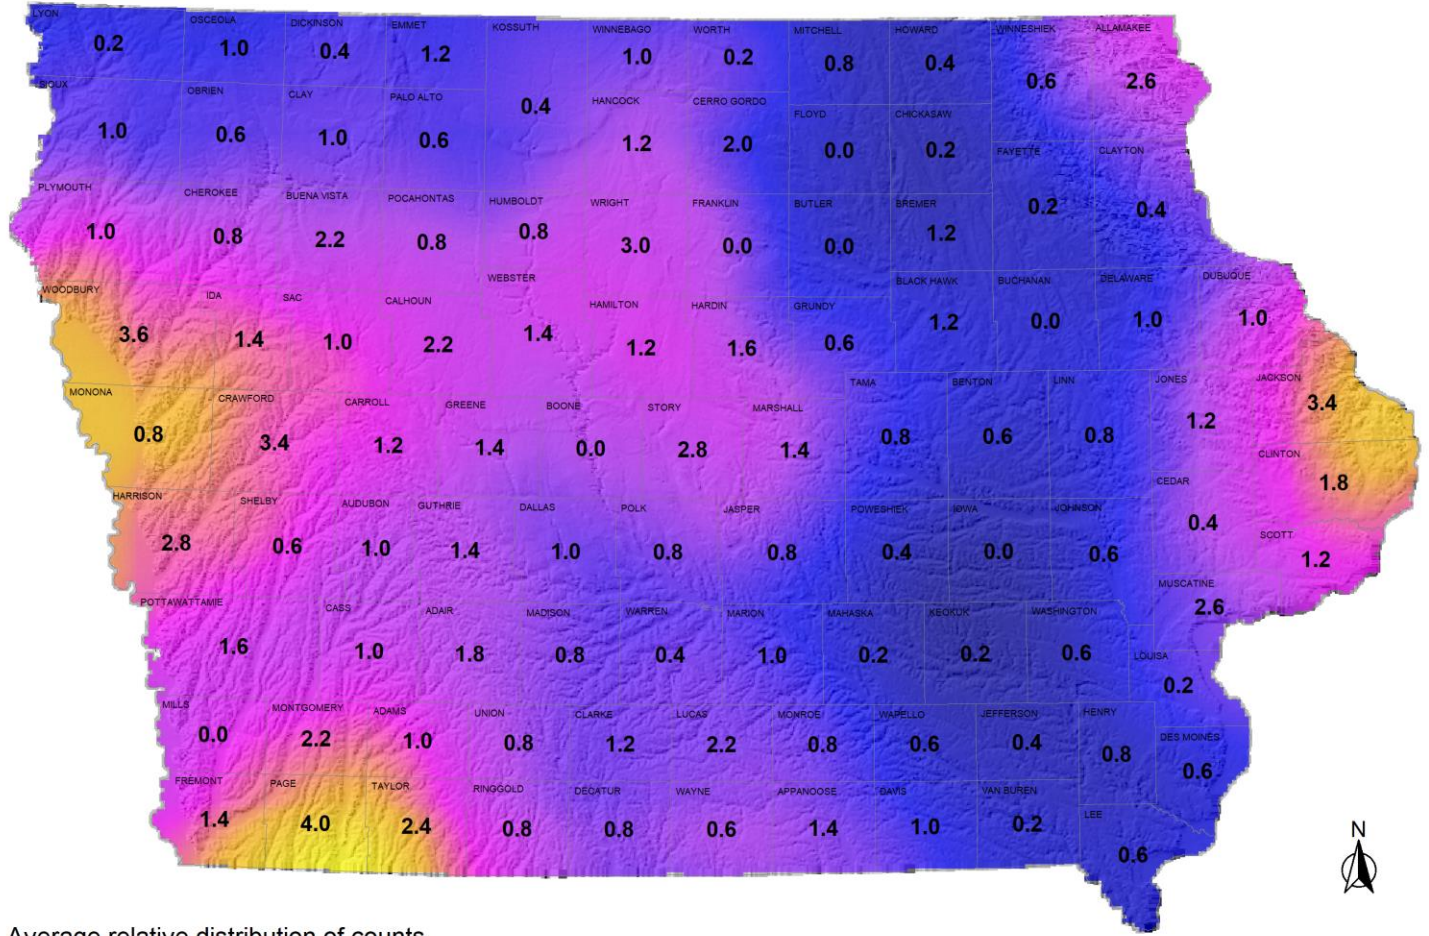 LYON
OSCEOLA
DICKINSON
EMMET
KOSSUTH
WINNEBAGO
WORTH
MITCHELL
HOWARD
WINNESHIEK
ALLAMAKEE
0.2
1.0
0.4
1.2
0.4
1.0
0.2
0.8
0.4
0.6
2.6
SIOUX
OBRIEN
CLAY
PALO ALTO
HANCOCK
CERRO GORDO
FLOYD
CHICKASAW
FAYETTE
CLAYTON
1.0
0.6
1.0
0.6
1.2
2.0
0.0
0.2
0.2
0.4
PLYMOUTH
CHEROKEE
BUENA VISTA
POCAHONTAS
HUMBOLDT
WRIGHT
FRANKLIN
BUTLER
BREMER
1.0
0.8
2.2
0.8
0.8
3.0
0.0
0.0
1.2
WOODBURY
IDA
SAC
CALHOUN
WEBSTER
HAMILTON
HARDIN
GRUNDY
BLACK HAWK
BUCHANAN
DELAWARE
DUBUQUE
3.6
1.4
1.0
2.2
1.4
1.2
1.6
0.6
1.2
0.0
1.0
1.0
MONONA
CRAWFORD
CARROLL
GREENE
BOONE
STORY
MARSHALL
TAMA
BENTON
LINN
JONES
JACKSON
0.8
3.4
1.2
1.4
0.0
2.8
1.4
0.8
0.6
0.8
1.2
3.4
CLINTON
1.8
HARRISON
SHELBY
AUDUBON
GUTHRIE
DALLAS
POLK
JASPER
POWESHIEK
IOWA
JOHNSON
CEDAR
SCOTT
2.8
0.6
1.0
1.4
1.0
0.8
0.8
0.4
0.0
0.6
0.4
1.2
MUSCATINE
2.6
POTTAWATTAMIE
CASS
ADAIR
MADISON
WARREN
MARION
MAHASKA
KEOKUK
WASHINGTON
LOUISA
1.6
1.0
1.8
0.8
0.4
1.0
0.2
0.2
0.6
0.2
MILLS
MONTGOMERY
ADAMS
UNION
CLARKE
LUCAS
MONROE
WAPELLO
JEFFERSON
HENRY
DES MOINES
0.0
2.2
1.0
0.8
1.2
2.2
0.8
0.6
0.4
0.8
0.6
FREMONT
PAGE
TAYLOR
RINGGOLD
DECATUR
WAYNE
APPANOOSE
DAVIS
VAN BUREN
LEE
1.4
4.0
2.4
0.8
0.8
0.6
1.4
1.0
0.2
0.6
N
Average relative distribution of counts